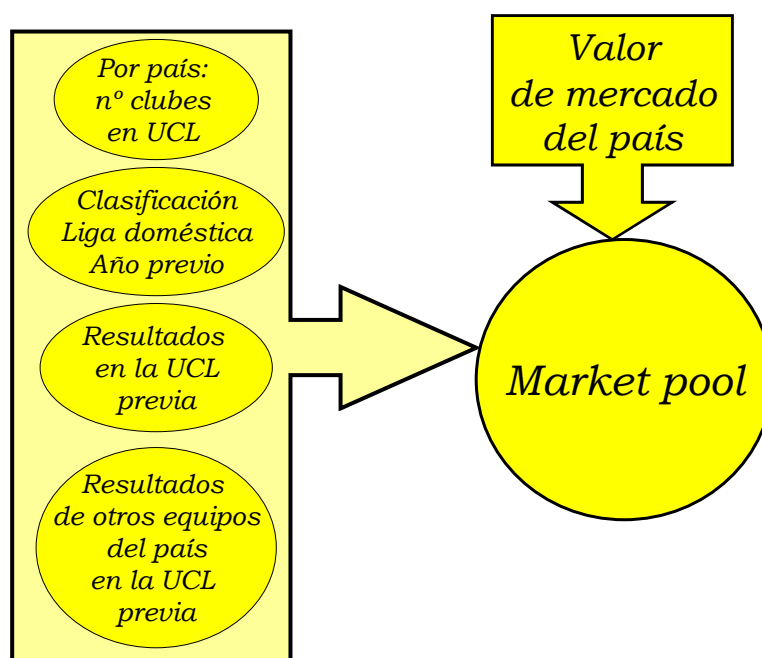 Por país:
nº clubes
en UCL
Clasificación
Liga doméstica
Año previo
Resultados
en la UCL
previa
Resultados
de otros equipos
del país
en la UCL
previa
Valor
de mercado
del país
Market pool